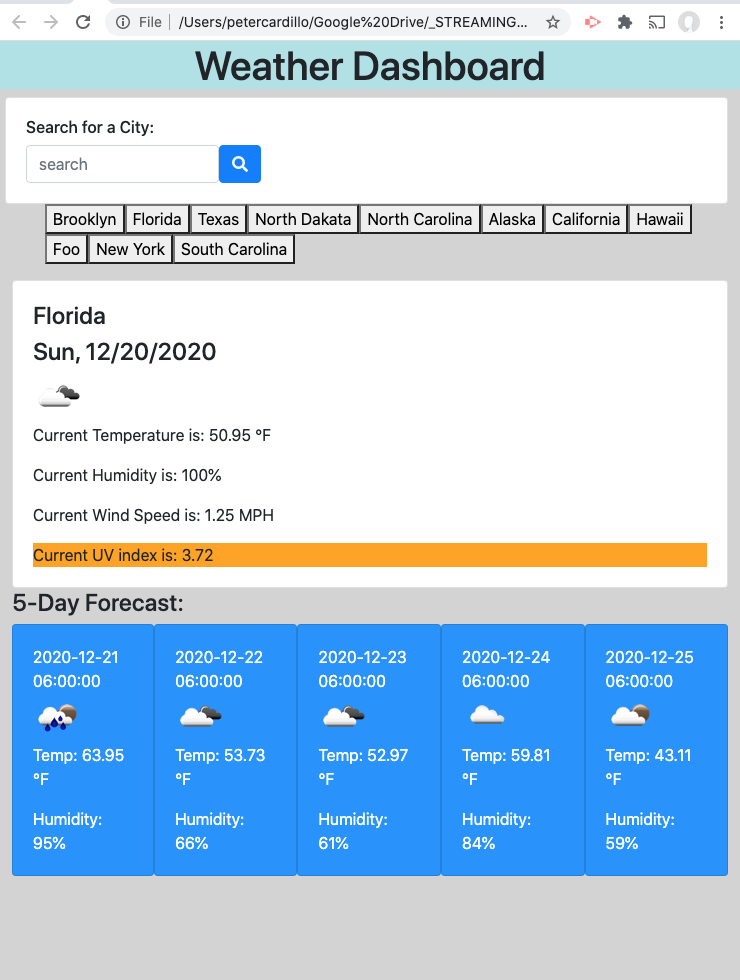 File | /Users/petercardillo/Google%20Drive/_STREAMING...
Weather Dashboard
Search for a City:
search
Brooklyn Florida Texas North Dakata North Carolina Alaska California Hawaii
Foo New York South Carolina
Florida
Sun, 12/20/2020
Current Temperature is: 50.95 °F
Current Humidity is: 100%
Current Wind Speed is: 1.25 MPH
Current UV index is: 3.72
5-Day Forecast:
2020-12-21
06:00:00
Temp: 63.95
°F
Humidity:
95%
2020-12-22
06:00:00
Temp: 53.73
°F
Humidity:
66%
2020-12-23
06:00:00
Temp: 52.97
°F
Humidity:
61%
2020-12-24
06:00:00
Temp: 59.81
°F
Humidity:
84%
2020-12-25
06:00:00
Temp: 43.11
°F
Humidity:
59%